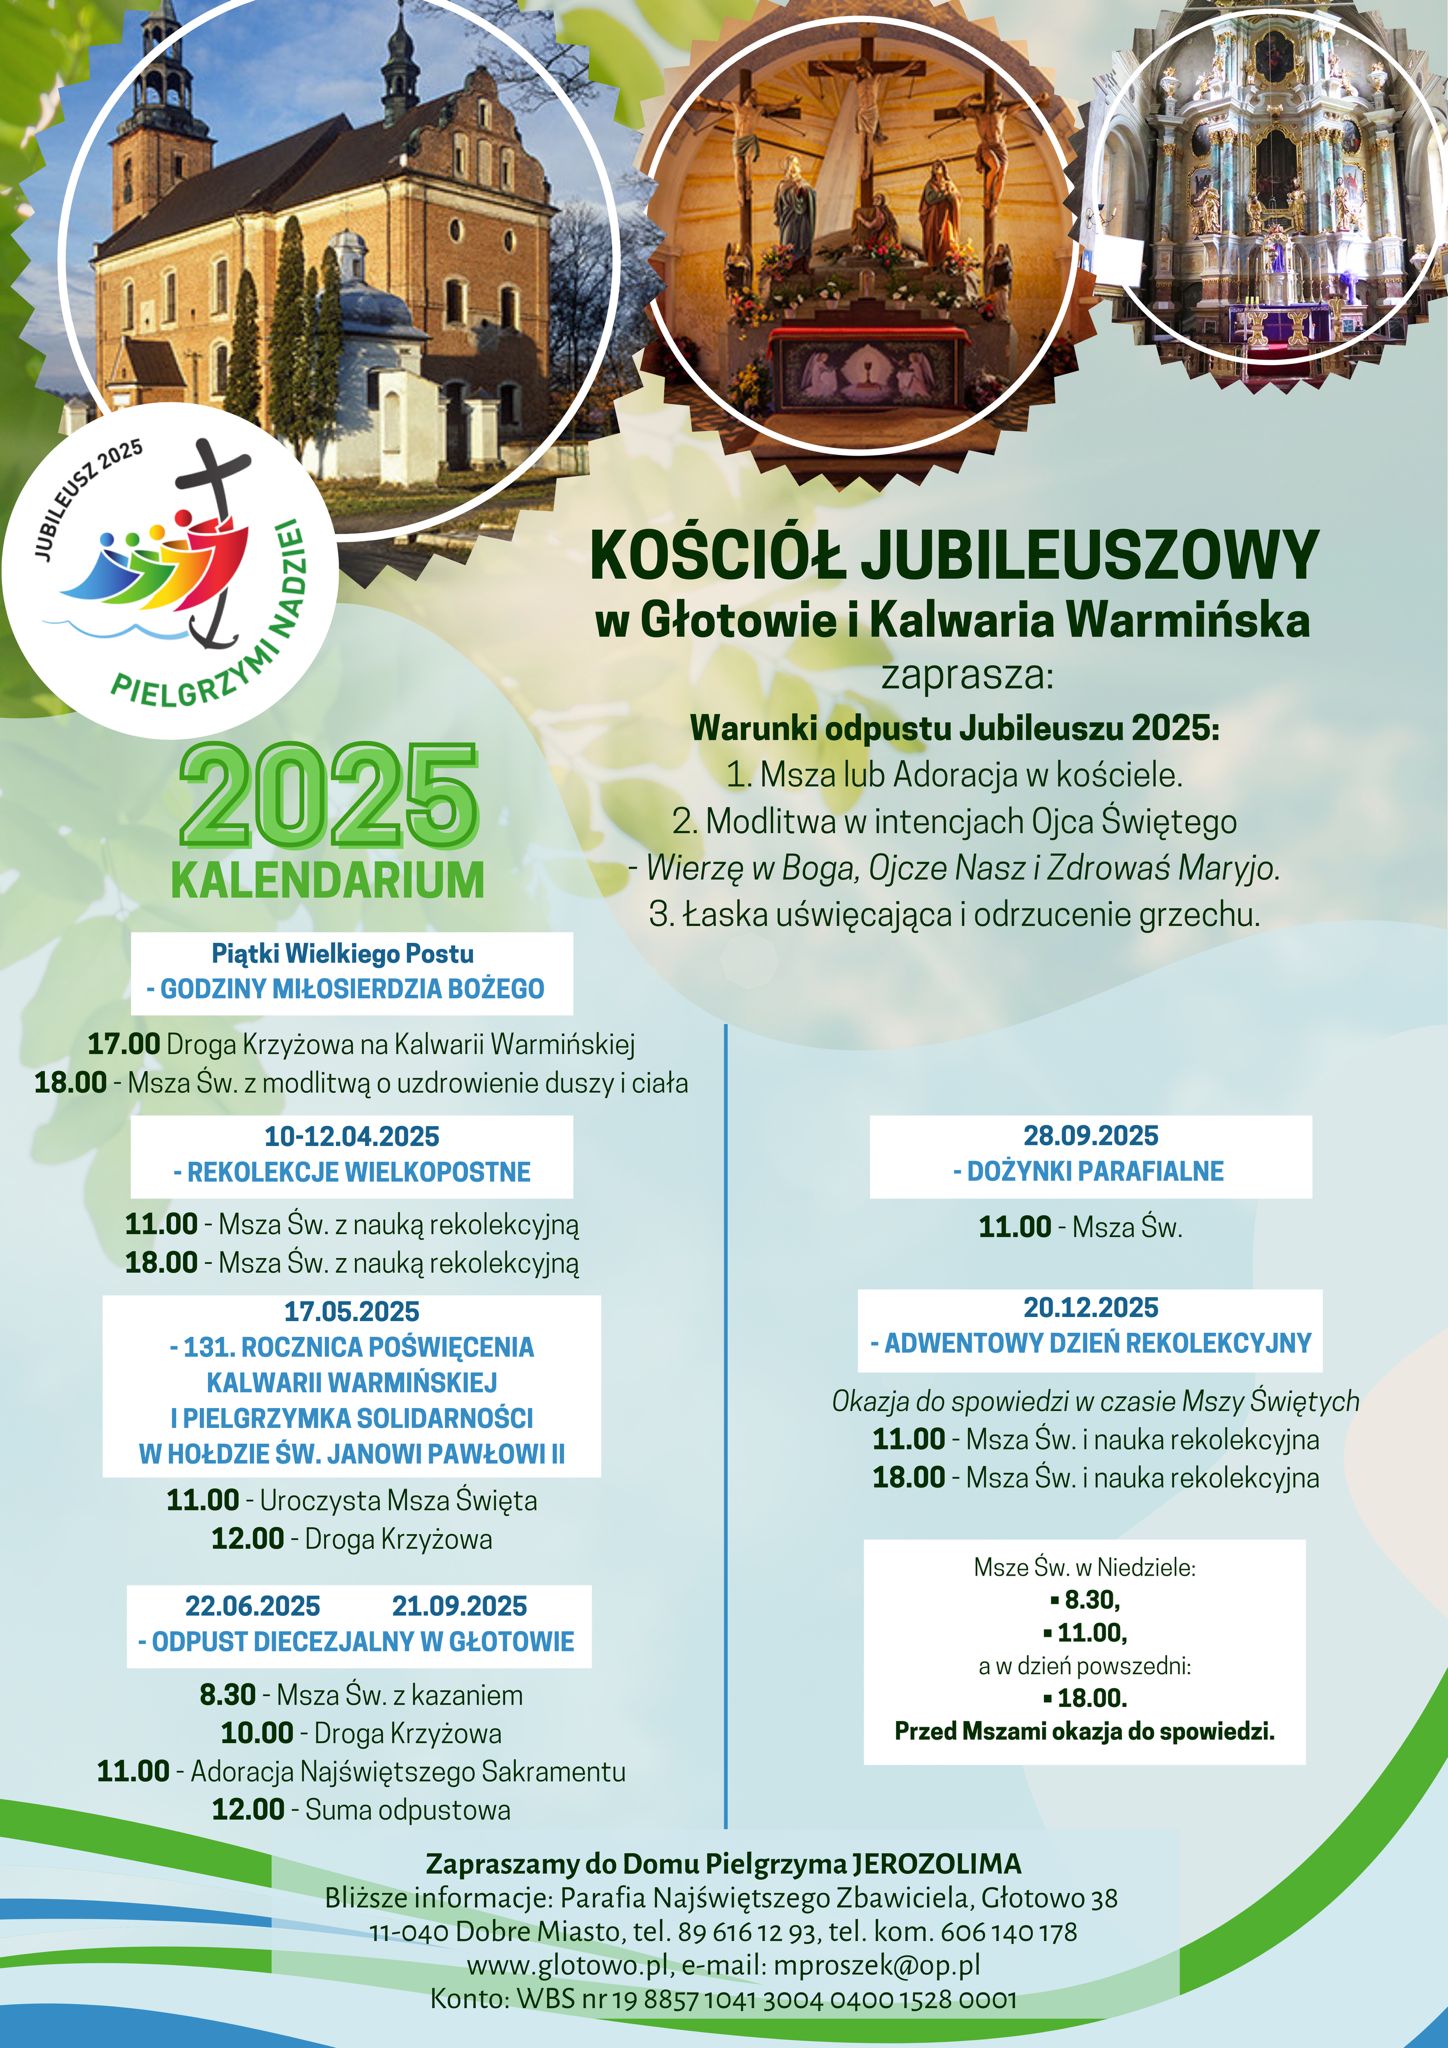 JUBILEUSZ 2025
PIELGRZYMI NADZIEI
KOŚCIÓŁ JUBILEUSZOWY
w Głotowie i Kalwaria Warmińska
zaprasza:
Warunki odpustu Jubileuszu 2025:
1. Msza lub Adoracja w kościele.
2. Modlitwa w intencjach Ojca Świętego
- Wierzę w Boga, Ojcze Nasz i Zdrowaś Maryjo.
3. Łaska uświęcająca i odrzucenie grzechu.
2025
KALENDARIUM
Piątki Wielkiego Postu
- GODZINY MIŁOSIERDZIA BOŻEGO
17.00 Droga Krzyżowa na Kalwarii Warmińskiej
18.00 - Msza Św. z modlitwą o uzdrowienie duszy i ciała
10-12.04.2025
- REKOLEKCJE WIELKOPOSTNE
11.00 - Msza Św. z nauką rekolekcyjną
18.00 - Msza Św. z nauką rekolekcyjną
17.05.2025
- 131. ROCZNICA POŚWIĘCENIA
KALWARII WARMIŃSKIEJ
I PIELGRZYMKA SOLIDARNOŚCI
W HOŁDZIE ŚW. JANOWI PAWŁOWI II
11.00 - Uroczysta Msza Święta
12.00 - Droga Krzyżowa
22.06.2025 21.09.2025
- ODPUST DIECEZJALNY W GŁOTOWIE
8.30 - Msza Św. z kazaniem
10.00 - Droga Krzyżowa
11.00 - Adoracja Najświętszego Sakramentu
12.00 - Suma odpustowa
28.09.2025
- DOŻYNKI PARAFIALNE
11.00 - Msza Św.
20.12.2025
- ADWENTOWY DZIEŃ REKOLEKCYJNY
Okazja do spowiedzi w czasie Mszy Świętych
11.00 - Msza Św. i nauka rekolekcyjna
18.00 - Msza Św. i nauka rekolekcyjna
Msze Św. w Niedziele:
▪ 8.30,
▪ 11.00,
a w dzień powszedni:
▪ 18.00.
Przed Mszami okazja do spowiedzi.
Zapraszamy do Domu Pielgrzyma JEROZOLIMA
Bliższe informacje: Parafia Najświętszego Zbawiciela, Głotowo 38
11-040 Dobre Miasto, tel. 89 616 12 93, tel. kom. 606 140 178
www.glotowo.pl, e-mail: mproszek@op.pl
Konto: WBS nr 19 8857 1041 3004 0400 1528 0001